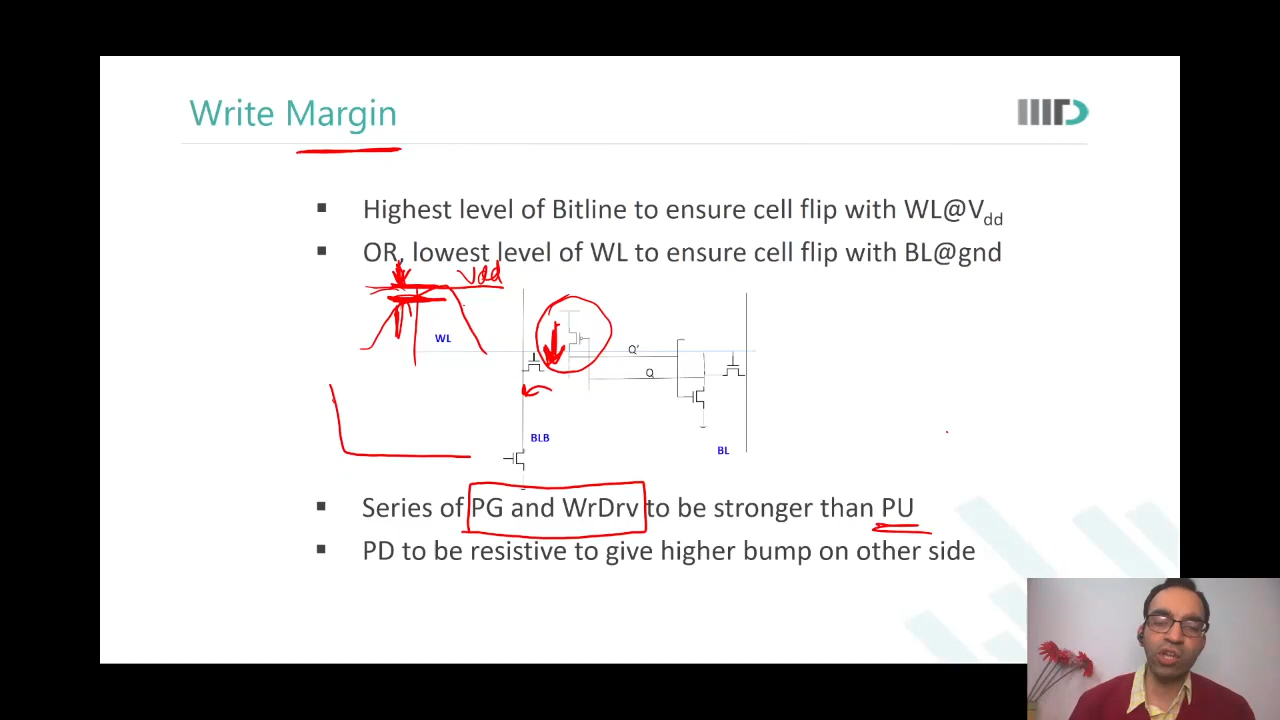 Write Margin
IIITD
▪ Highest level of Bitline to ensure cell flip with WL@Vdd
▪ OR, lowest level of WL to ensure cell flip with BL@gnd
Vdd
WL
Q'
Q
BLB
BL
▪ Series of PG and WrDrv to be stronger than PU
▪ PD to be resistive to give higher bump on other side